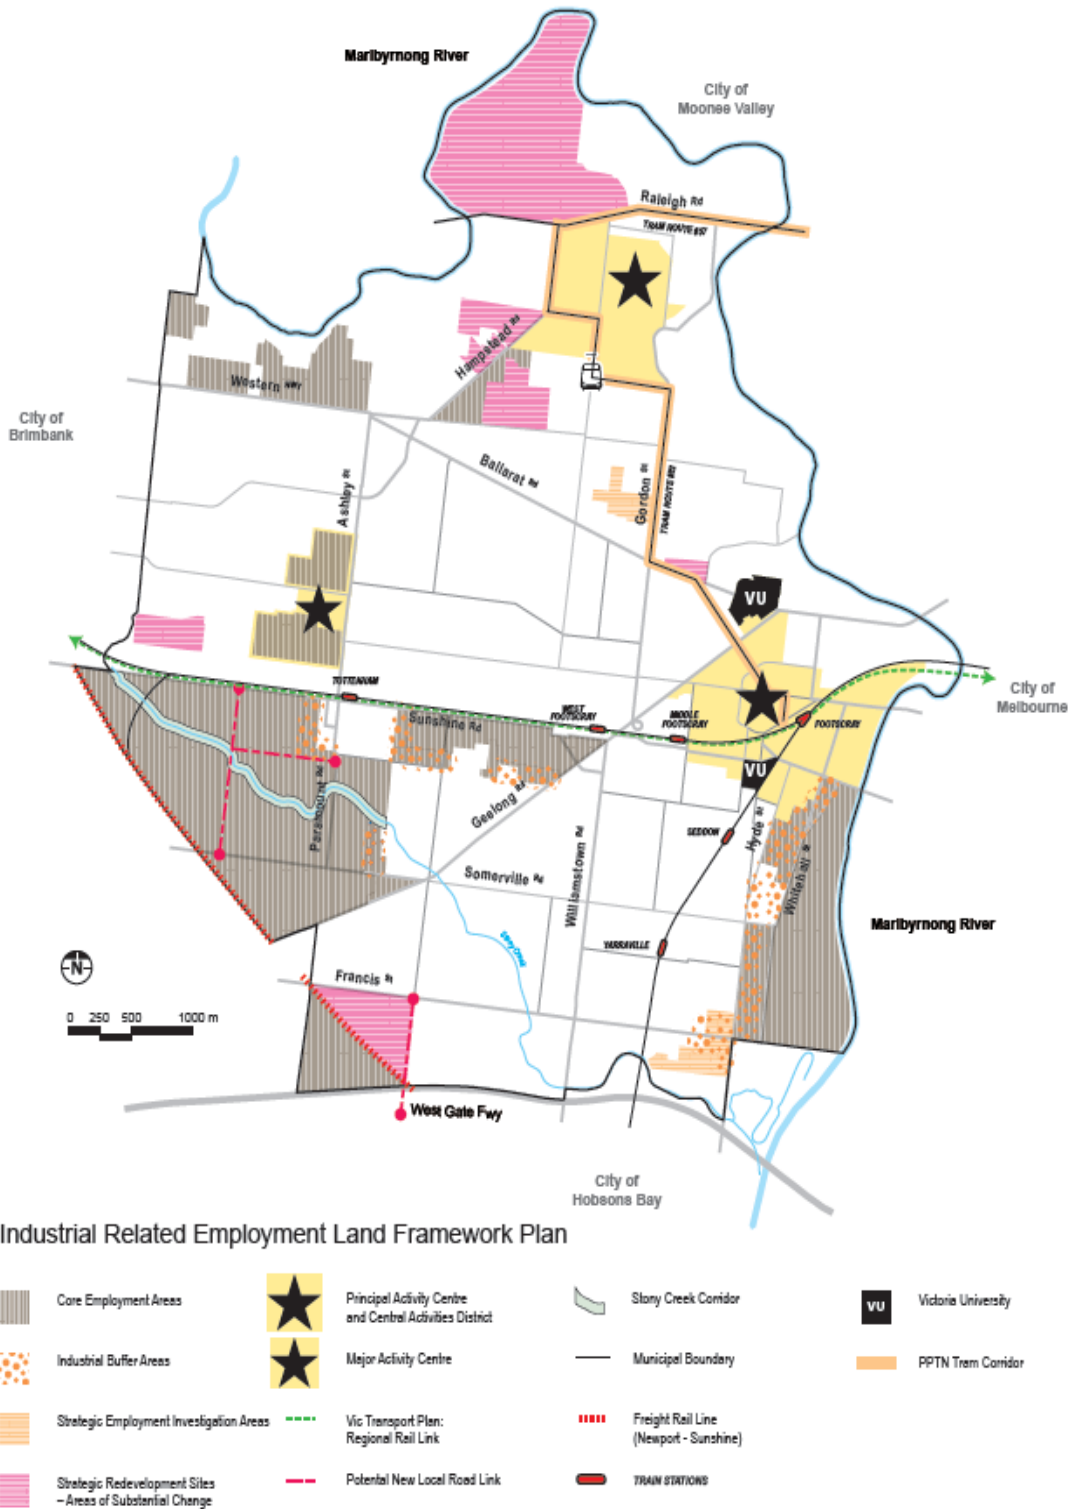 Maribyrnong River
City of
Moonee Valley
Raleigh Rd
TRAM ROUTE
Hampstead Rd
Western HWY
City of
Brimbank
Ballarat Rd
Ashley St
Gordon St
TRAM ROUTE
VU
TOTTENHAM
Sunshine Rd
WEST
FOOTSCRAY
MIDDLE
FOOTSCRAY
FOOTSCRAY
City of
Melbourne
VU
Paramount Rd
Geelong Rd
SEDDON
Hyde St
Whitehall St
Somerville Rd
Williamstown Rd
Maribyrnong River
YARRAVILLE
Stony Creek
N
Francis St
0 250 500 1000 m
West Gate Fwy
City of
Hobsons Bay
Industrial Related Employment Land Framework Plan
Core Employment Areas
Principal Activity Centre
and Central Activities District
Stony Creek Corridor
VU
Victoria University
Industrial Buffer Areas
Major Activity Centre
Municipal Boundary
PPTN Tram Corridor
Strategic Employment Investigation Areas
Vic Transport Plan:
Regional Rail Link
Freight Rail Line
(Newport - Sunshine)
Strategic Redevelopment Sites
– Areas of Substantial Change
Potental New Local Road Link
TRAIN STATIONS